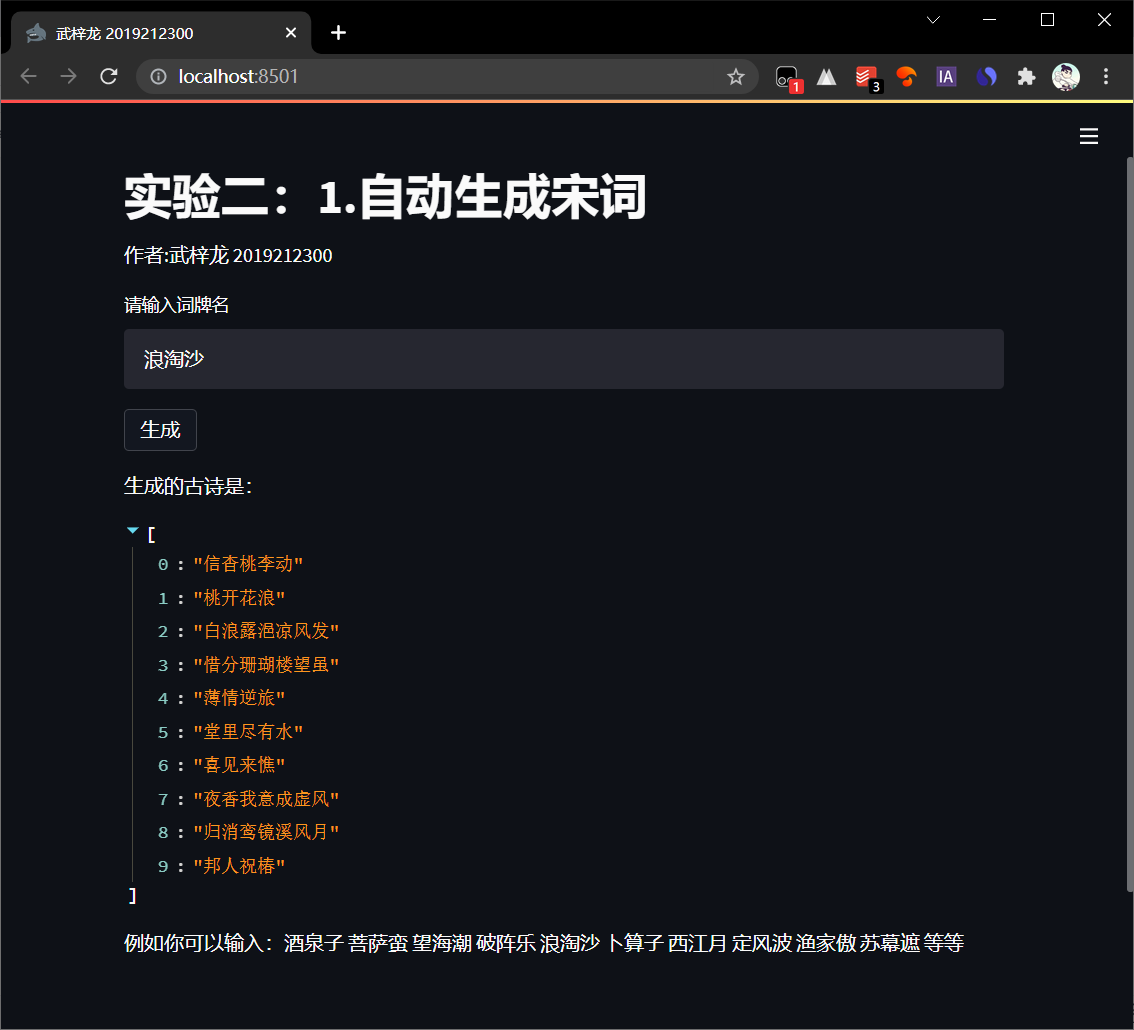 武梓龙 2019212300
localhost:8501
1
3
IA
实验二：1.自动生成宋词
作者:武梓龙 2019212300
请输入词牌名
浪淘沙
生成
生成的古诗是：
[
0 : "信杳桃李动"
1 : "桃开花浪"
2 : "白浪露浥凉风发"
3 : "惜分珊瑚楼望虽"
4 : "薄情逆旅"
5 : "堂里尽有水"
6 : "喜见来憔"
7 : "夜香我意成虚风"
8 : "归消鸾镜溪风月"
9 : "邦人祝椿"
]
例如你可以输入：酒泉子 菩萨蛮 望海潮 破阵乐 浪淘沙 卜算子 西江月 定风波 渔家傲 苏幕遮 等等